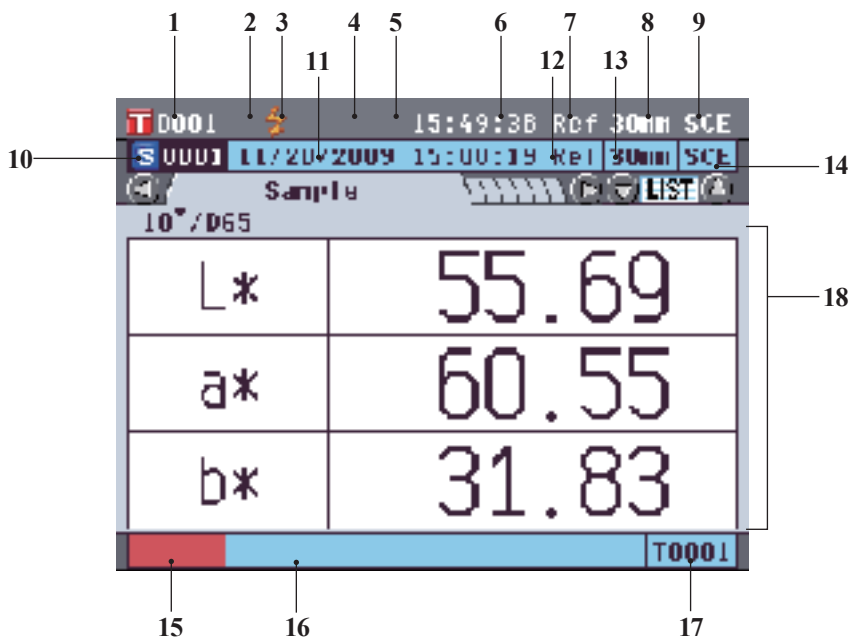 1 2 3 4 5 6 7 8 9
11 12 13
T D001 15:49:38 Ref 30mm SCE
10 S 0001 11/20/2009 15:00:19 Ref 30mm SCE 14
Sample LIST
10°/D65
L* 55.69
18
a* 60.55
b* 31.83
T0001
15 16 17